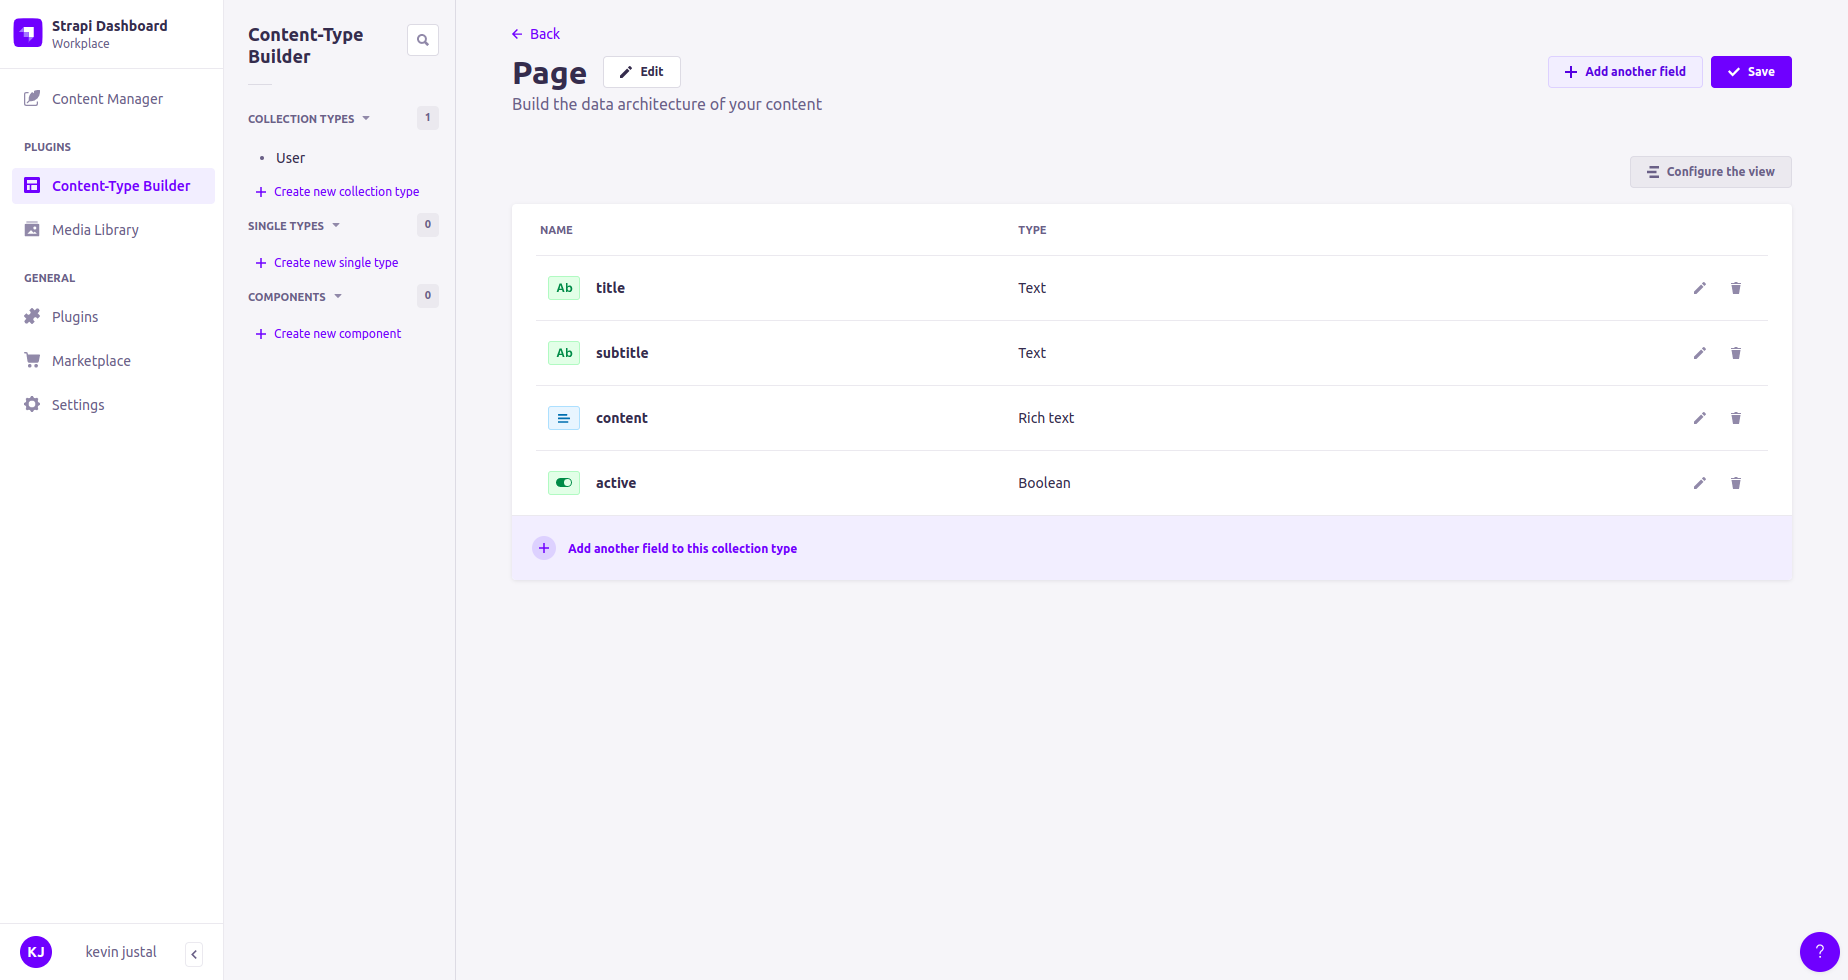 Strapi Dashboard
Workplace
Content Manager
PLUGINS
Content-Type Builder
Media Library
GENERAL
Plugins
Marketplace
Settings
KJ
kevin justal
Content-Type
Builder
COLLECTION TYPES
1
User
Create new collection type
SINGLE TYPES
0
Create new single type
COMPONENTS
0
Create new component
Back
Page
Edit
Add another field
Save
Build the data architecture of your content
Configure the view
NAME TYPE
Ab title Text
Ab subtitle Text
content Rich text
active Boolean
Add another field to this collection type
?